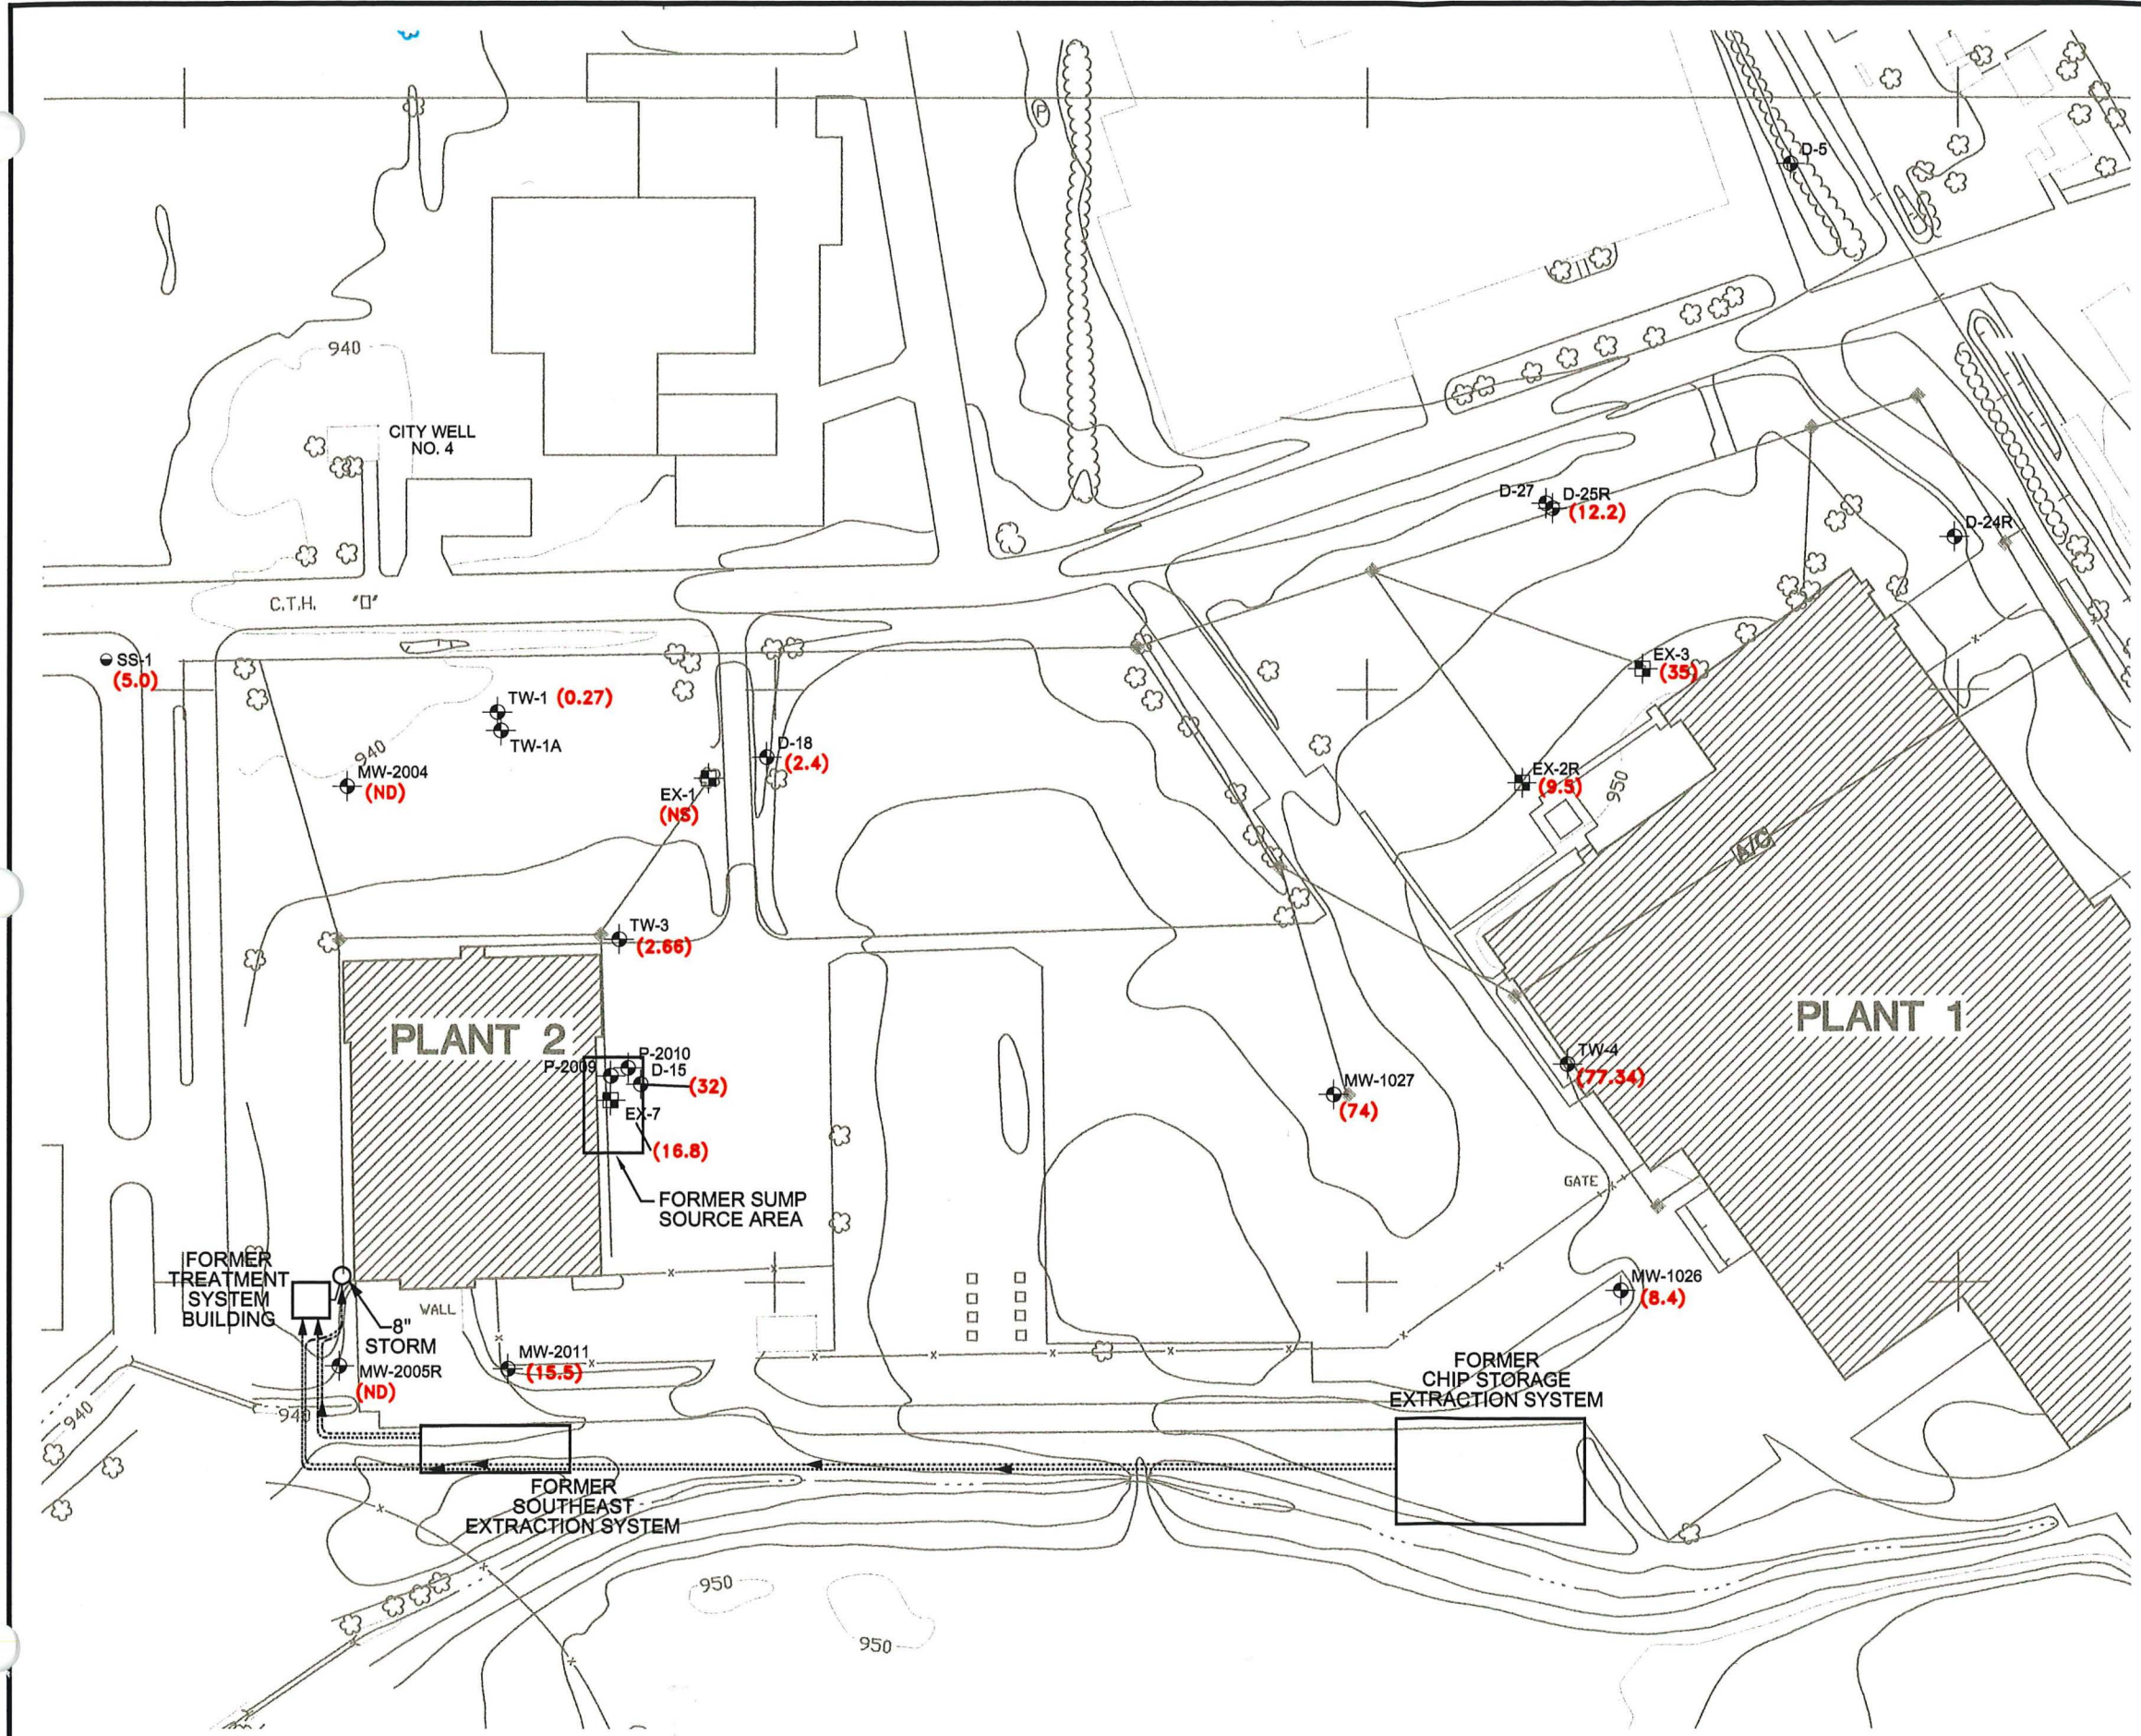 D-5
940
CITY WELL
NO. 4
D-27
D-25R
(12.2)
D-24R
C.T.H. "O"
SS-1
(5.0)
EX-3
(35)
TW-1 (0.27)
TW-1A
D-18
(2.4)
940
MW-2004
(ND)
EX-1
(NS)
EX-2R
(9.5)
950
A/C
TW-3
(2.66)
PLANT 2
PLANT 1
P-2010
P-2009
D-15
(32)
EX-7
(16.8)
TW-4
(77.34)
MW-1027
(74)
GATE
FORMER SUMP
SOURCE AREA
FORMER
TREATMENT
SYSTEM
BUILDING
WALL
8"
STORM
MW-1026
(8.4)
MW-2011
(15.5)
MW-2005R
(ND)
940
940
FORMER
CHIP STORAGE
EXTRACTION SYSTEM
FORMER
SOUTHEAST
EXTRACTION SYSTEM
950
950